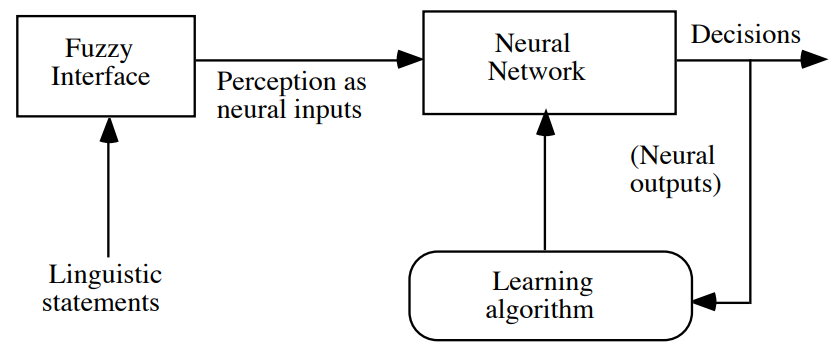 Fuzzy
Interface
Perception as
neural inputs
Neural
Network
Decisions
(Neural
outputs)
Linguistic
statements
Learning
algorithm